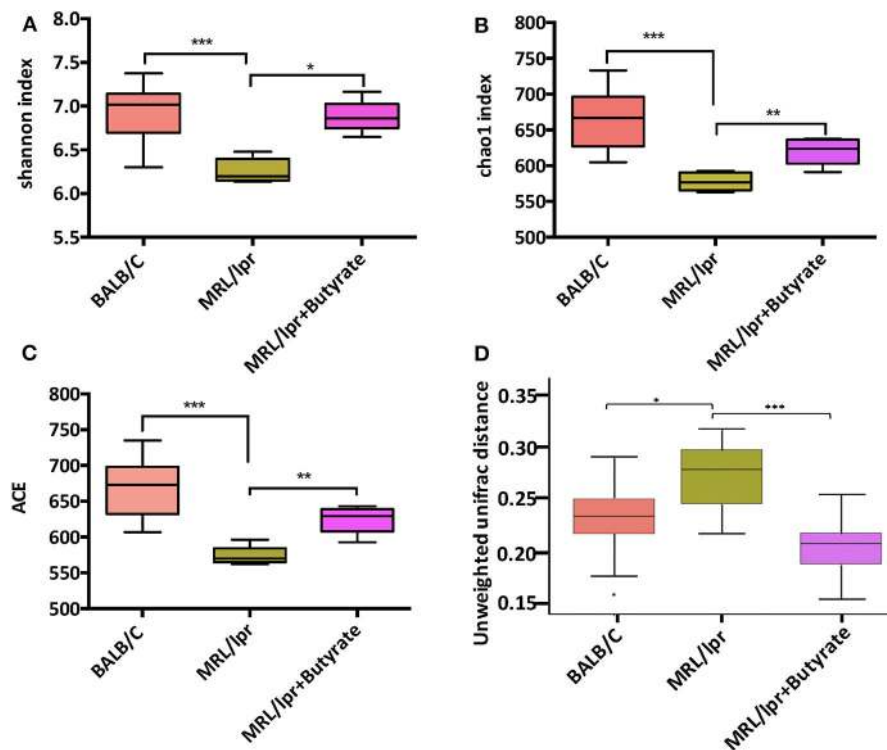 A
shannon index
8.0
7.5
7.0
6.5
6.0
5.5
***
*
BALB/C
MRL/lpr
MRL/lpr+Butyrate
B
chao1 index
800
750
700
650
600
550
500
***
**
BALB/C
MRL/lpr
MRL/lpr+Butyrate
C
ACE
800
750
700
650
600
550
500
***
**
BALB/C
MRL/lpr
MRL/lpr+Butyrate
D
Unweighted unifrac distance
0.35
0.30
0.25
0.20
0.15
*
***
BALB/C
MRL/lpr
MRL/lpr+Butyrate